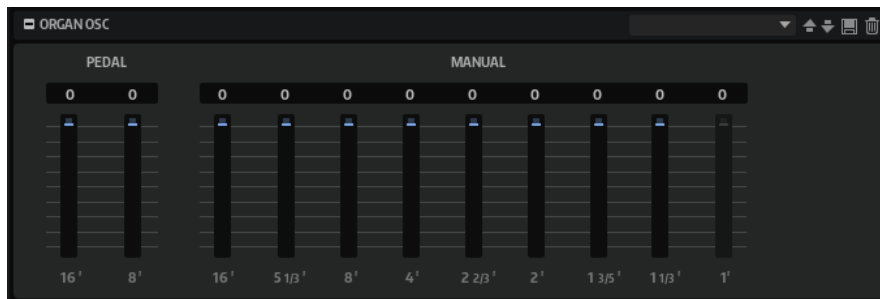 ORGAN OSC
PEDAL MANUAL
0 0 0 0 0 0 0 0 0 0 0
16' 8' 16' 5 1/3' 8' 4' 2 2/3' 2' 1 3/5' 1 1/3' 1'